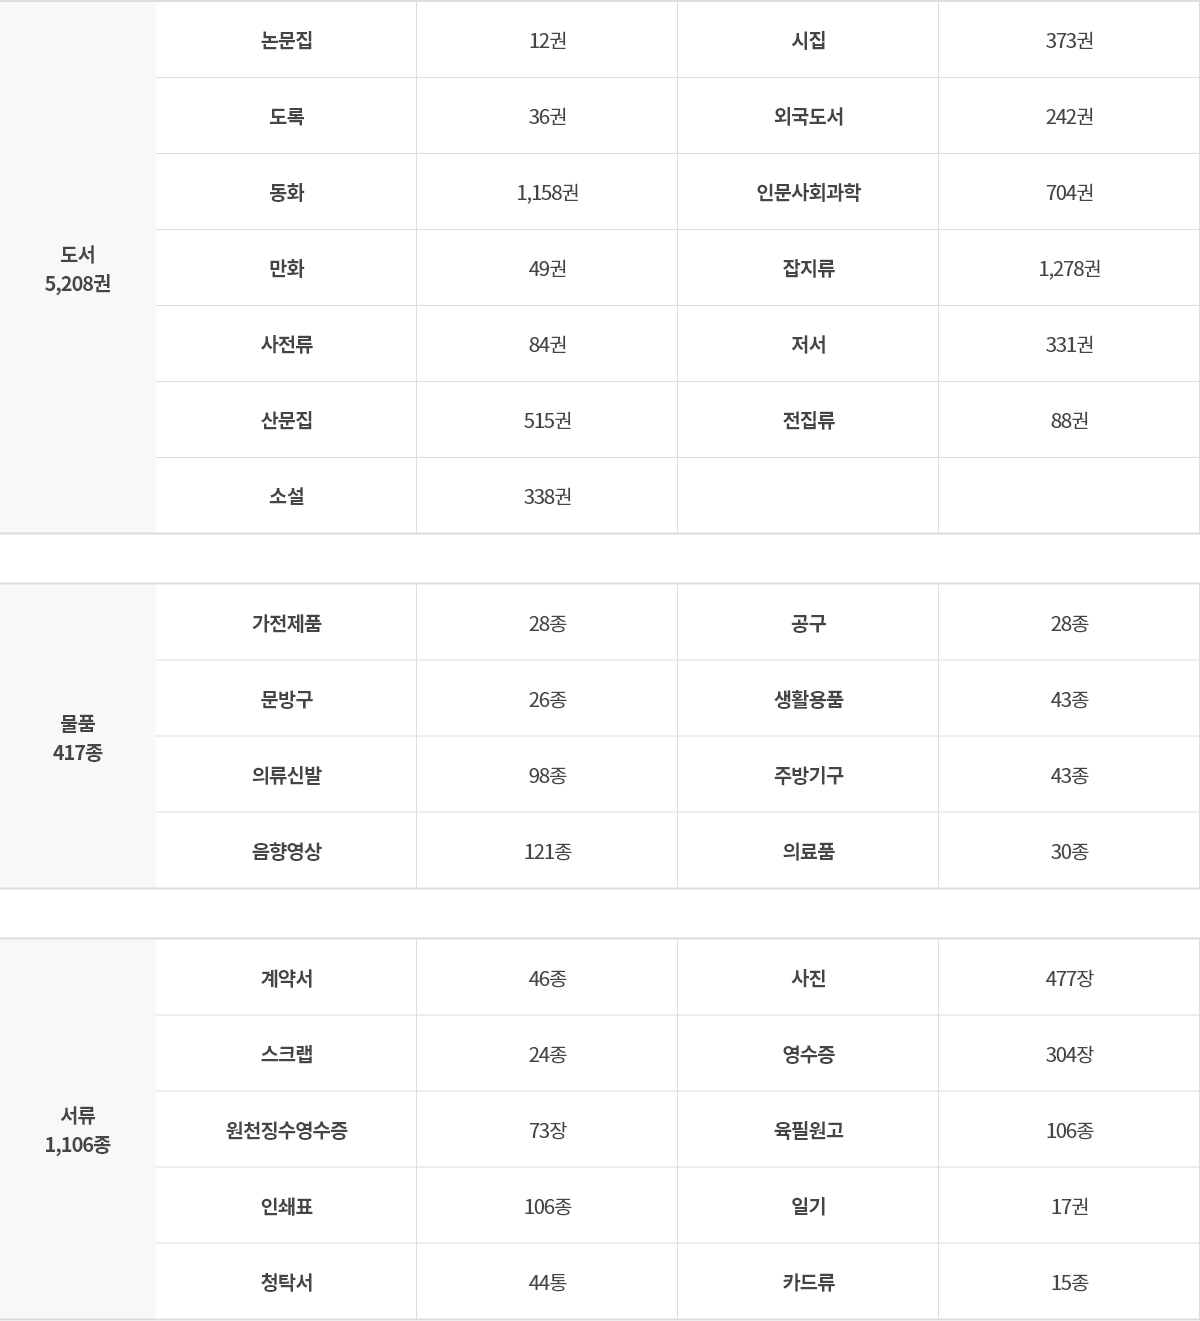 도서
5,208권
논문집 12권 시집 373권
도록 36권 외국도서 242권
동화 1,158권 인문사회과학 704권
만화 49권 잡지류 1,278권
사전류 84권 저서 331권
산문집 515권 전집류 88권
소설 338권
물품
417종
가전제품 28종 공구 28종
문방구 26종 생활용품 43종
의류신발 98종 주방기구 43종
음향영상 121종 의료품 30종
서류
1,106종
계약서 46종 사진 477장
스크랩 24종 영수증 304장
원천징수영수증 73장 육필원고 106종
인쇄표 106종 일기 17권
청탁서 44통 카드류 15종